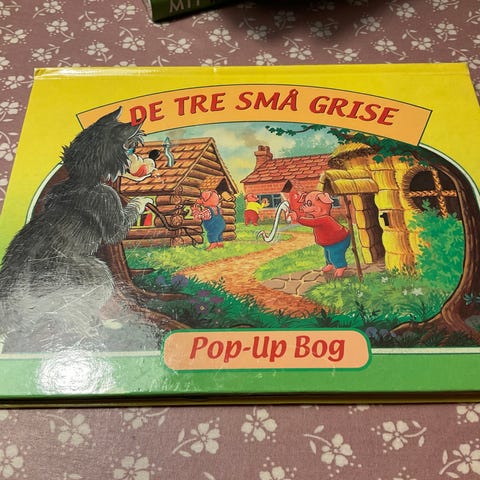 DE TRE SMÅ GRISE
Pop-Up Bog